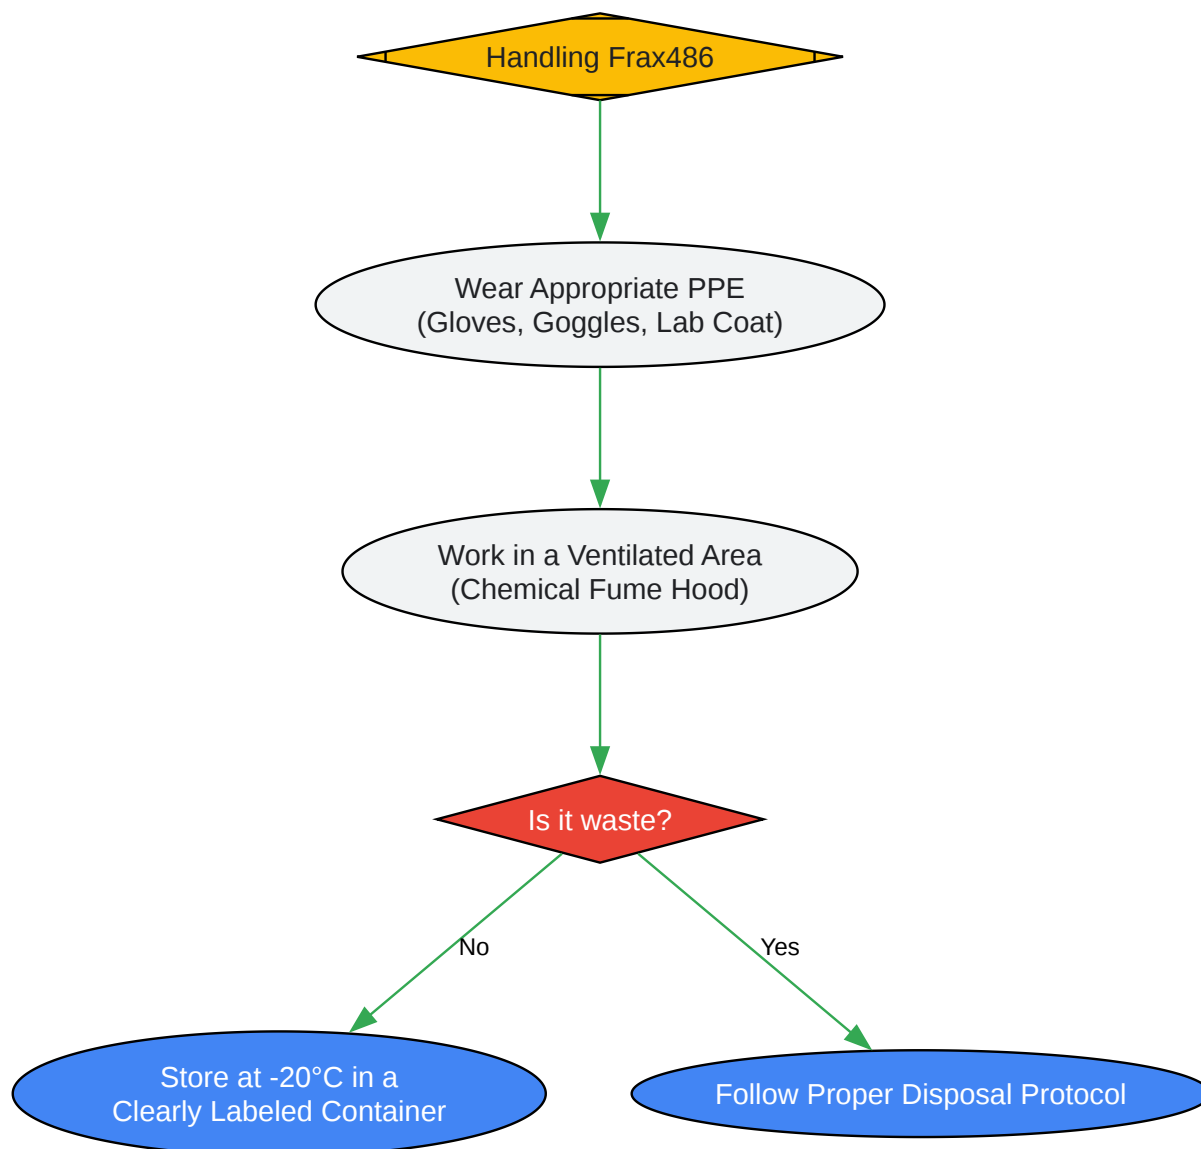 Handling Frax486
Wear Appropriate PPE
(Gloves, Goggles, Lab Coat)
Work in a Ventilated Area
(Chemical Fume Hood)
Is it waste?
No
Yes
Store at -20°C in a
Clearly Labeled Container
Follow Proper Disposal Protocol